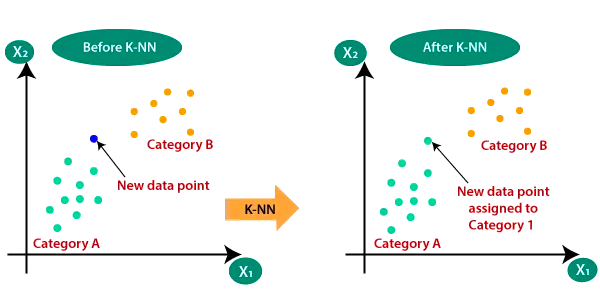 Before K-NN
X₂
Category B
New data point
Category A
X₁
K-NN
After K-NN
X₂
Category B
New data point
assigned to
Category 1
Category A
X₁